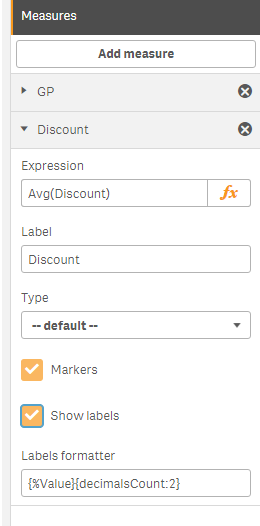 Measures
Add measure
GP
Discount
Expression
Avg(Discount)
fx
Label
Discount
Type
-- default --
Markers
Show labels
Labels formatter
{%Value}{decimalsCount:2}